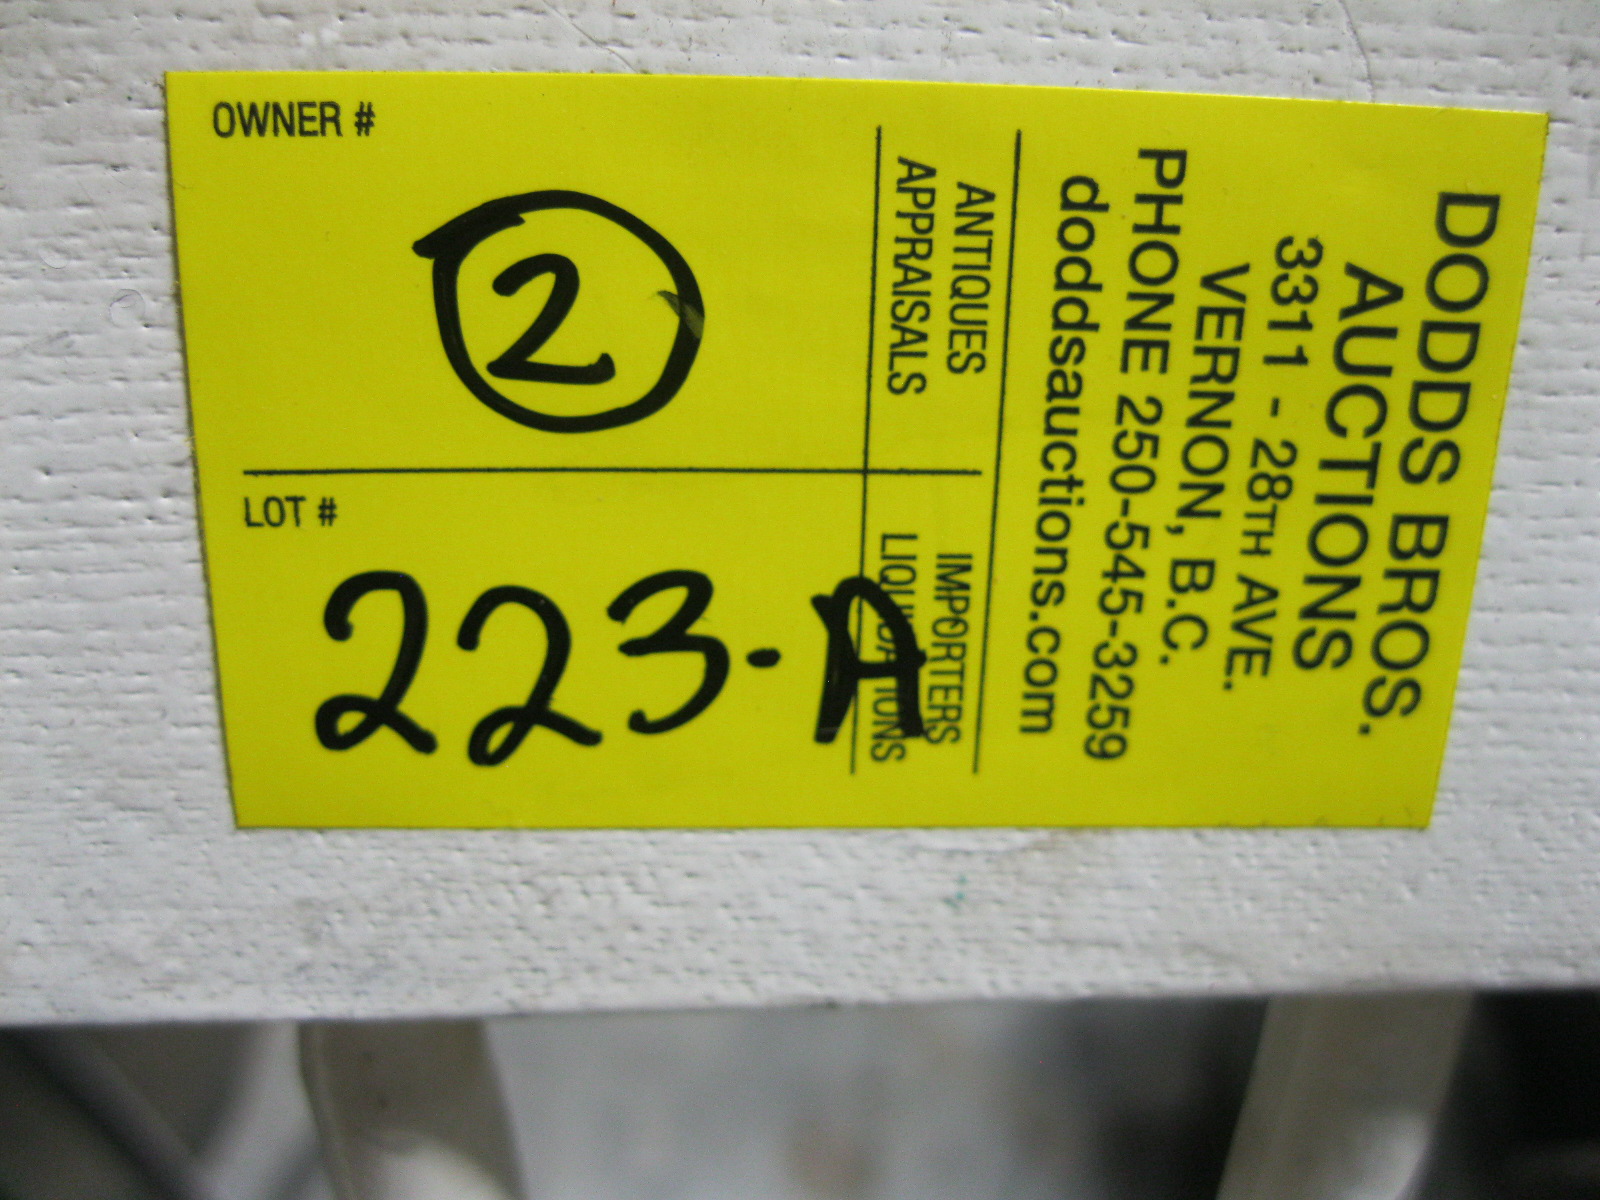 DODDS BROS.
AUCTIONS
3311 - 28TH AVE.
VERNON, B.C.
PHONE 250-545-3259
doddsauctions.com
ANTIQUES
APPRAISALS
IMPORTERS
LIQUIDATIONS
OWNER #
2
LOT #
223-A